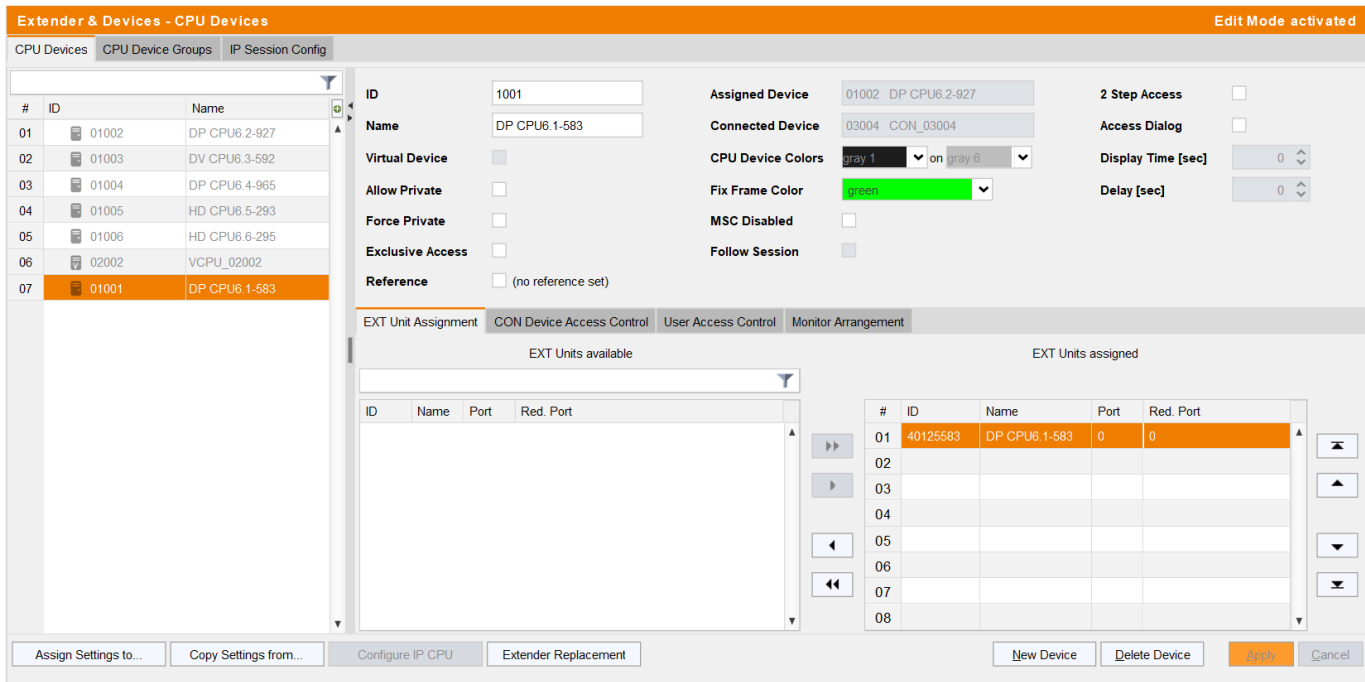 Extender & Devices - CPU Devices Edit Mode activated
CPU Devices CPU Device Groups IP Session Config
# ID Name
01 01002 DP CPU6.2-927
02 01003 DV CPU6.3-592
03 01004 DP CPU6.4-965
04 01005 HD CPU6.5-293
05 01006 HD CPU6.6-295
06 02002 VCPU_02002
07 01001 DP CPU6.1-583
ID 1001 Assigned Device 01002 DP CPU6.2-927 2 Step Access
Name DP CPU6.1-583 Connected Device 03004 CON_03004 Access Dialog
Virtual Device CPU Device Colors gray 1 on gray 6 Display Time [sec] 0
Allow Private Fix Frame Color green Delay [sec] 0
Force Private MSC Disabled
Exclusive Access Follow Session
Reference (no reference set)
EXT Unit Assignment CON Device Access Control User Access Control Monitor Arrangement
EXT Units available EXT Units assigned
ID Name Port Red. Port # ID Name Port Red. Port
01 40125583 DP CPU6.1-583 0 0
02
03
04
05
06
07
08
Assign Settings to... Copy Settings from... Configure IP CPU Extender Replacement New Device Delete Device Apply Cancel